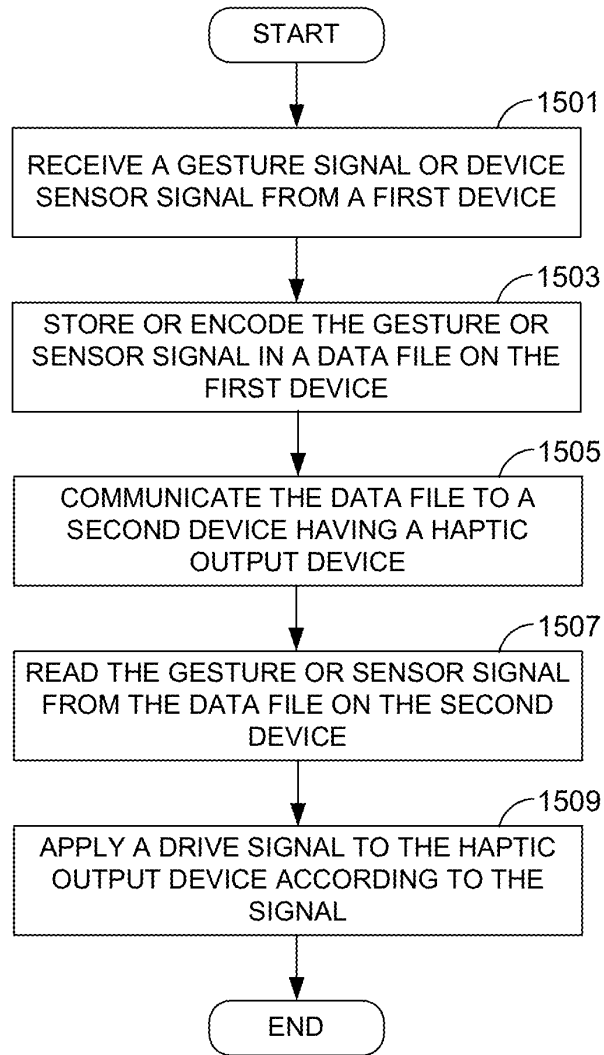 START
1501
RECEIVE A GESTURE SIGNAL OR DEVICE
SENSOR SIGNAL FROM A FIRST DEVICE
1503
STORE OR ENCODE THE GESTURE OR
SENSOR SIGNAL IN A DATA FILE ON THE
FIRST DEVICE
1505
COMMUNICATE THE DATA FILE TO A
SECOND DEVICE HAVING A HAPTIC
OUTPUT DEVICE
1507
READ THE GESTURE OR SENSOR SIGNAL
FROM THE DATA FILE ON THE SECOND
DEVICE
1509
APPLY A DRIVE SIGNAL TO THE HAPTIC
OUTPUT DEVICE ACCORDING TO THE
SIGNAL
END